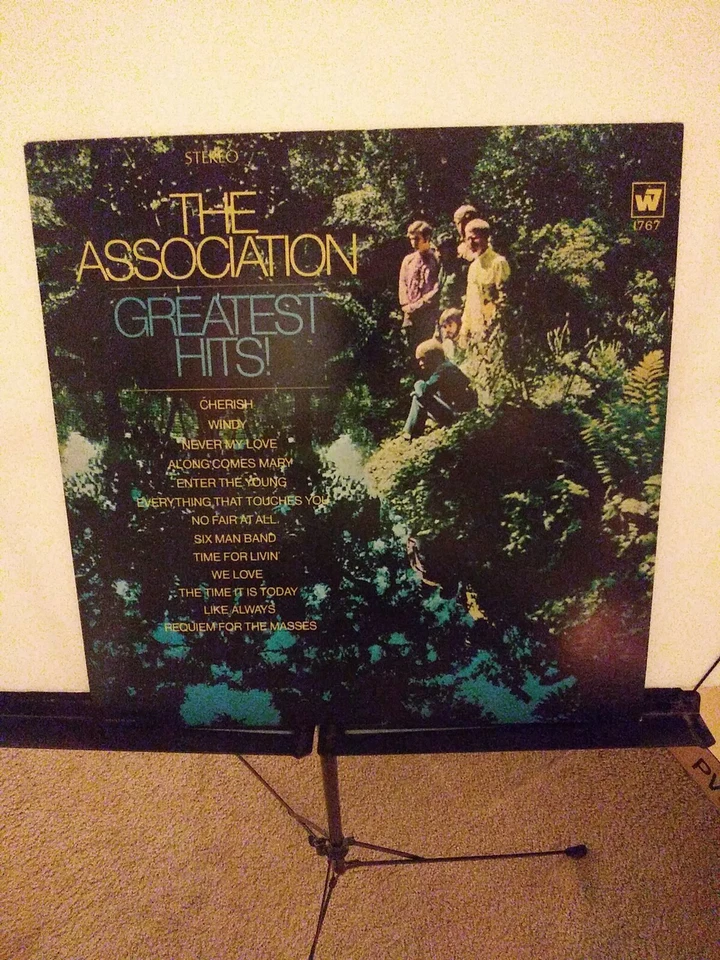 STEREO
THE
ASSOCIATION
GREATEST
HITS!
W7
1767
CHERISH
WINDY
NEVER MY LOVE
ALONG COMES MARY
ENTER THE YOUNG
EVERYTHING THAT TOUCHES YOU
NO FAIR AT ALL
SIX MAN BAND
TIME FOR LIVIN'
WE LOVE
THE TIME IT IS TODAY
LIKE ALWAYS
REQUIEM FOR THE MASSES